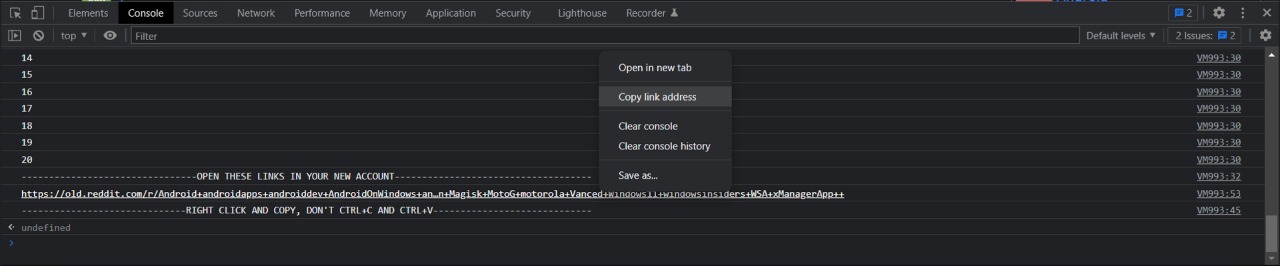 Elements Console Sources Network Performance Memory Application Security Lighthouse Recorder 2
top Filter Default levels 2 Issues: 2
14 VM993:30
15 VM993:30
16 VM993:30
17 VM993:30
18 VM993:30
19 VM993:30
20 VM993:30
-------------------------------OPEN THESE LINKS IN YOUR NEW ACCOUNT------------------------------------ VM993:32
https://old.reddit.com/r/Android+androidapps+androiddev+AndroidOnWindows+an…n+Magisk+MotoG+motorola+Vanced+Windows11+windowsinsiders+WSA+xManagerApp++ VM993:53
-----------------------------RIGHT CLICK AND COPY, DON'T CTRL+C AND CTRL+V---------------------------- VM993:45
undefined
Open in new tab
Copy link address
Clear console
Clear console history
Save as...